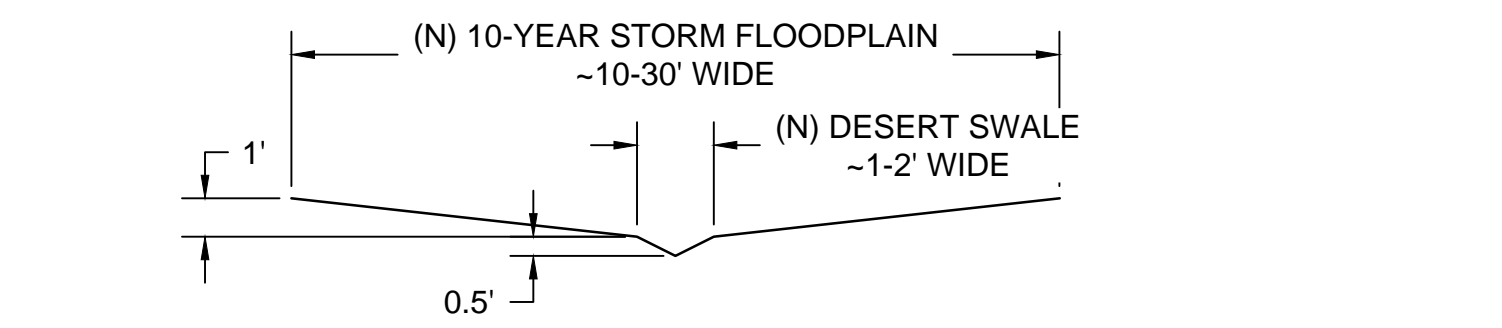 (N) 10-YEAR STORM FLOODPLAIN
~10-30' WIDE
(N) DESERT SWALE
~1-2' WIDE
1'
0.5'